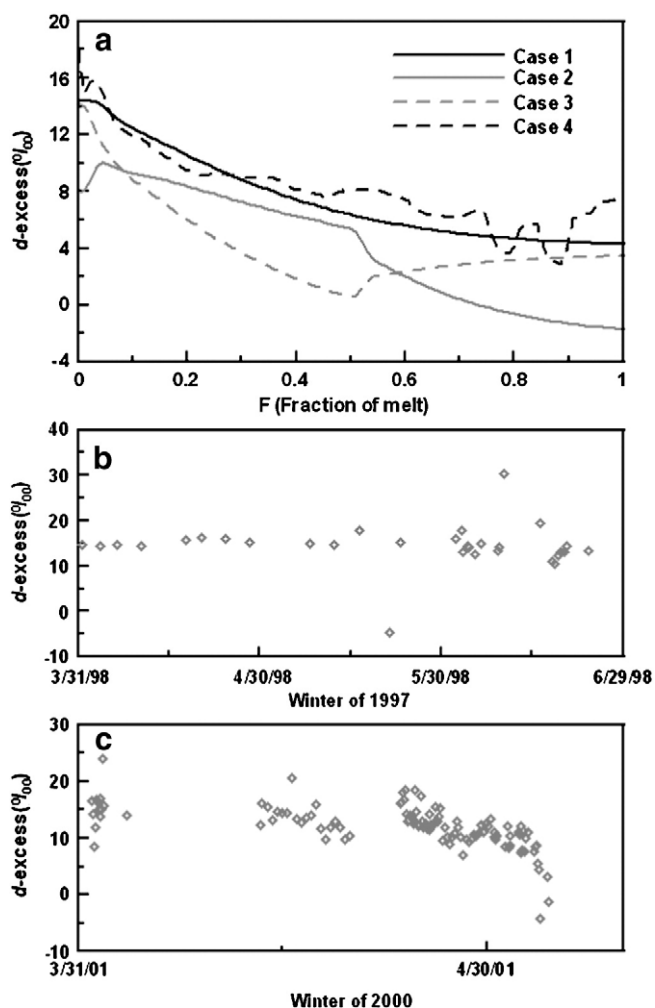 a
20
16
12
8
4
0
-4
d-excess(‰)
Case 1
Case 2
Case 3
Case 4
0 0.2 0.4 0.6 0.8 1
F (Fraction of melt)
b
40
30
20
10
0
-10
d-excess(‰)
3/31/98 4/30/98 5/30/98 6/29/98
Winter of 1997
c
30
20
10
0
-10
d-excess(‰)
3/31/01 4/30/01
Winter of 2000